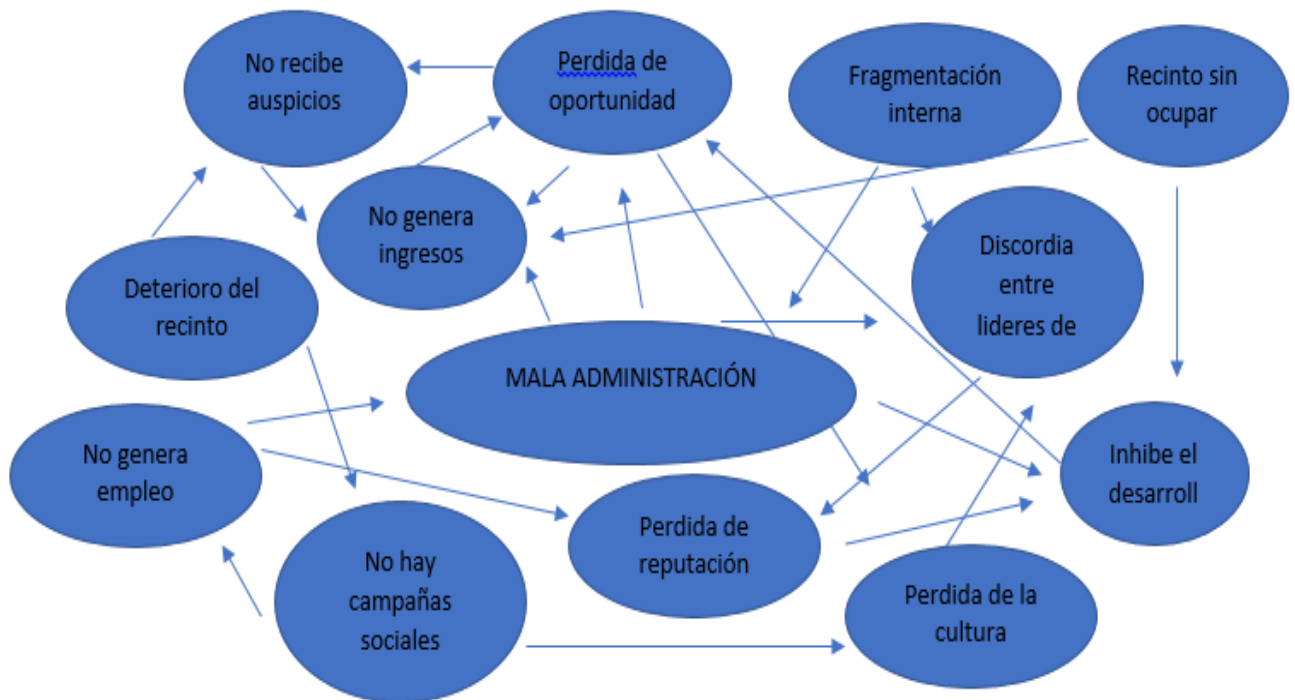 No recibe
auspicios
Perdida de
oportunidad
Fragmentación
interna
Recinto sin
ocupar
No genera
ingresos
Discordia
entre
lideres de
Deterioro del
recinto
MALA ADMINISTRACIÓN
No genera
empleo
Inhibe el
desarroll
Perdida de
reputación
No hay
campañas
sociales
Perdida de la
cultura